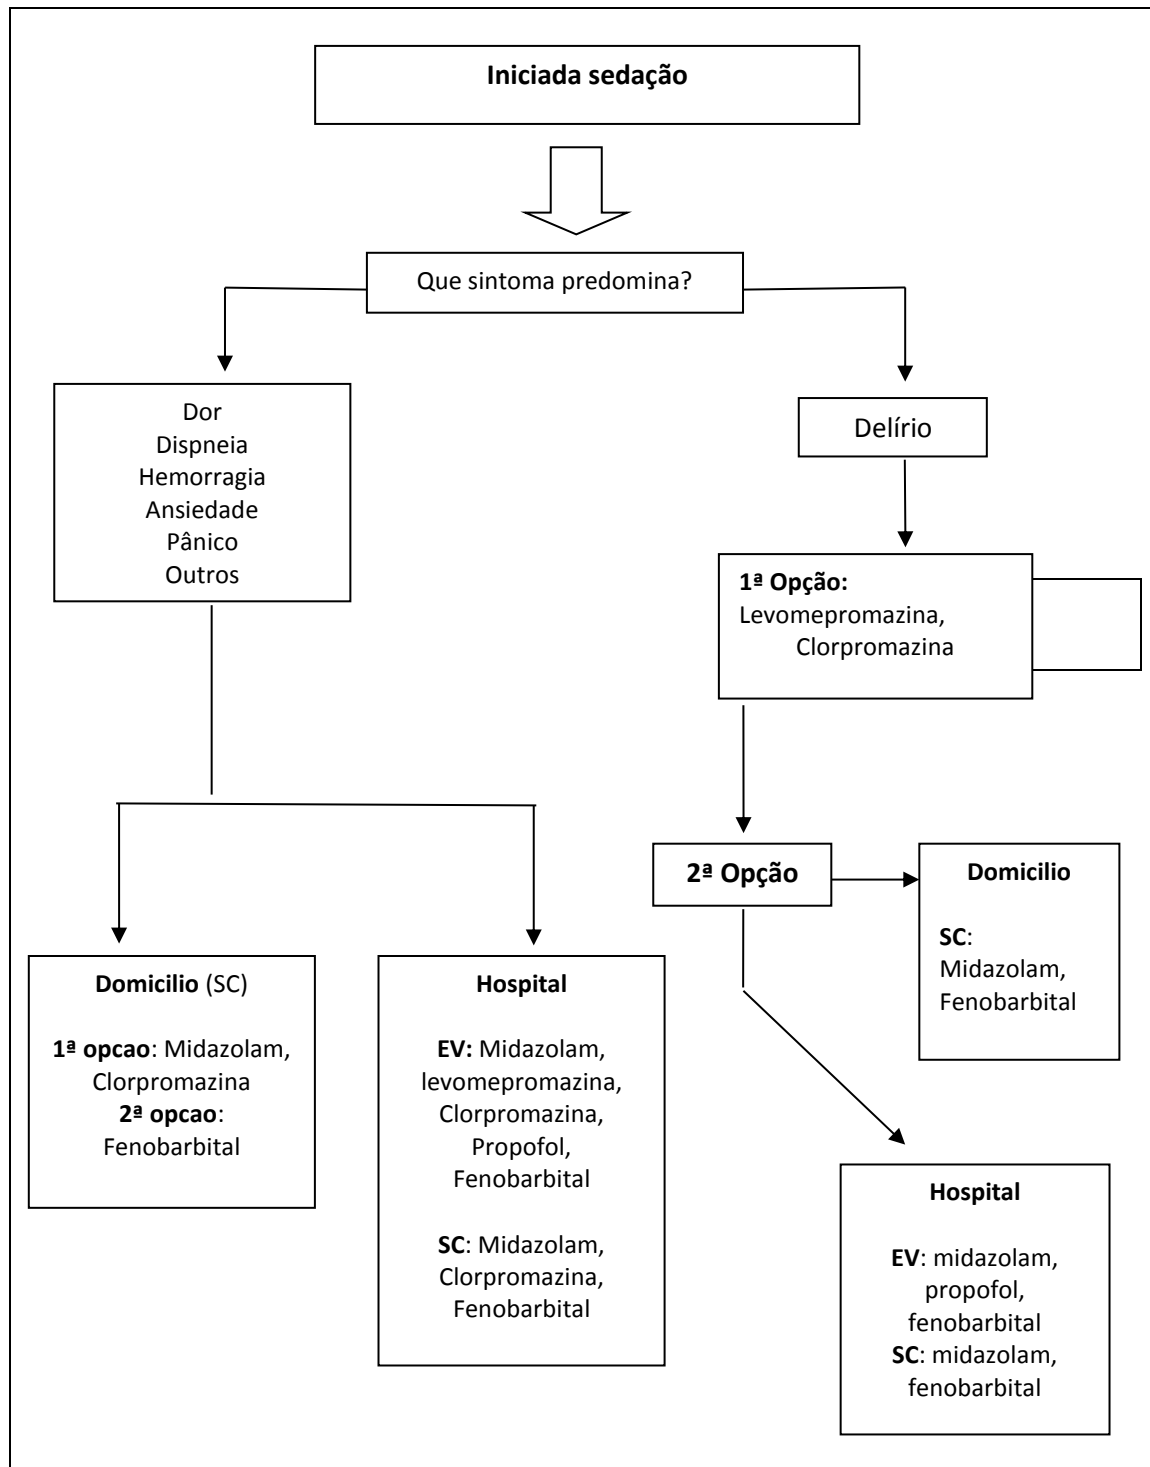 Iniciada sedação
Que sintoma predomina?
Dor
Dispneia
Hemorragia
Ansiedade
Pânico
Outros
Delírio
1ª Opção:
Levomepromazina,
Clorpromazina
2ª Opção
Domicilio
SC:
Midazolam,
Fenobarbital
Domicilio (SC)
1ª opcao: Midazolam,
Clorpromazina
2ª opcao:
Fenobarbital
Hospital
EV: Midazolam,
levomepromazina,
Clorpromazina,
Propofol,
Fenobarbital
SC: Midazolam,
Clorpromazina,
Fenobarbital
Hospital
EV: midazolam,
propofol,
fenobarbital
SC: midazolam,
fenobarbital